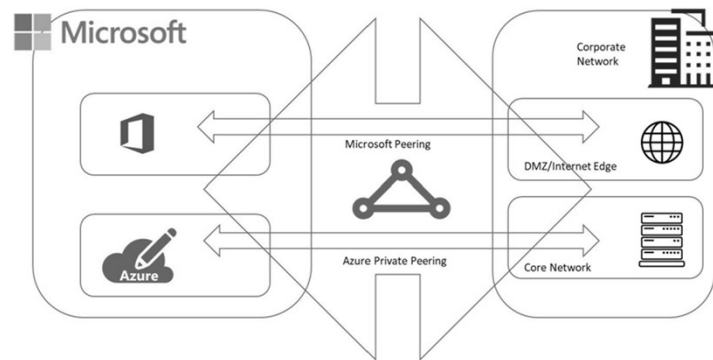 Microsoft
Corporate
Network
Microsoft Peering
DMZ/Internet Edge
Azure
Azure Private Peering
Core Network